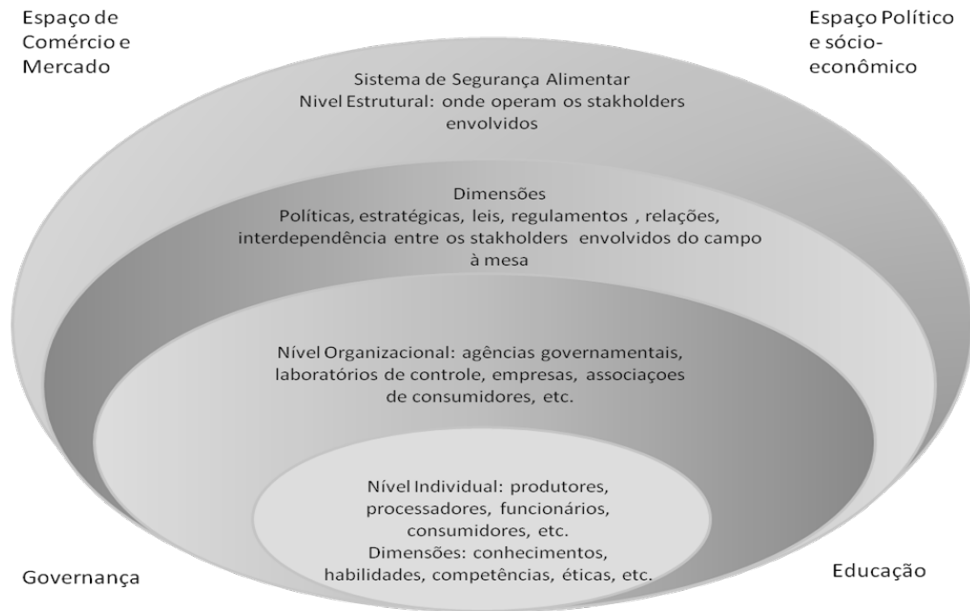 Espaço de
Comércio e
Mercado
Espaço Político
e sócio-
econômico
Sistema de Segurança Alimentar
Nivel Estrutural: onde operam os stakholders
envolvidos
Dimensões
Políticas, estratégicas, leis, regulamentos , relações,
interdependência entre os stakholders envolvidos do campo
à mesa
Nível Organizacional: agências governamentais,
laboratórios de controle, empresas, associaçoes
de consumidores, etc.
Nível Individual: produtores,
processadores, funcionários,
consumidores, etc.
Dimensões: conhecimentos,
habilidades, competências, éticas, etc.
Governança
Educação